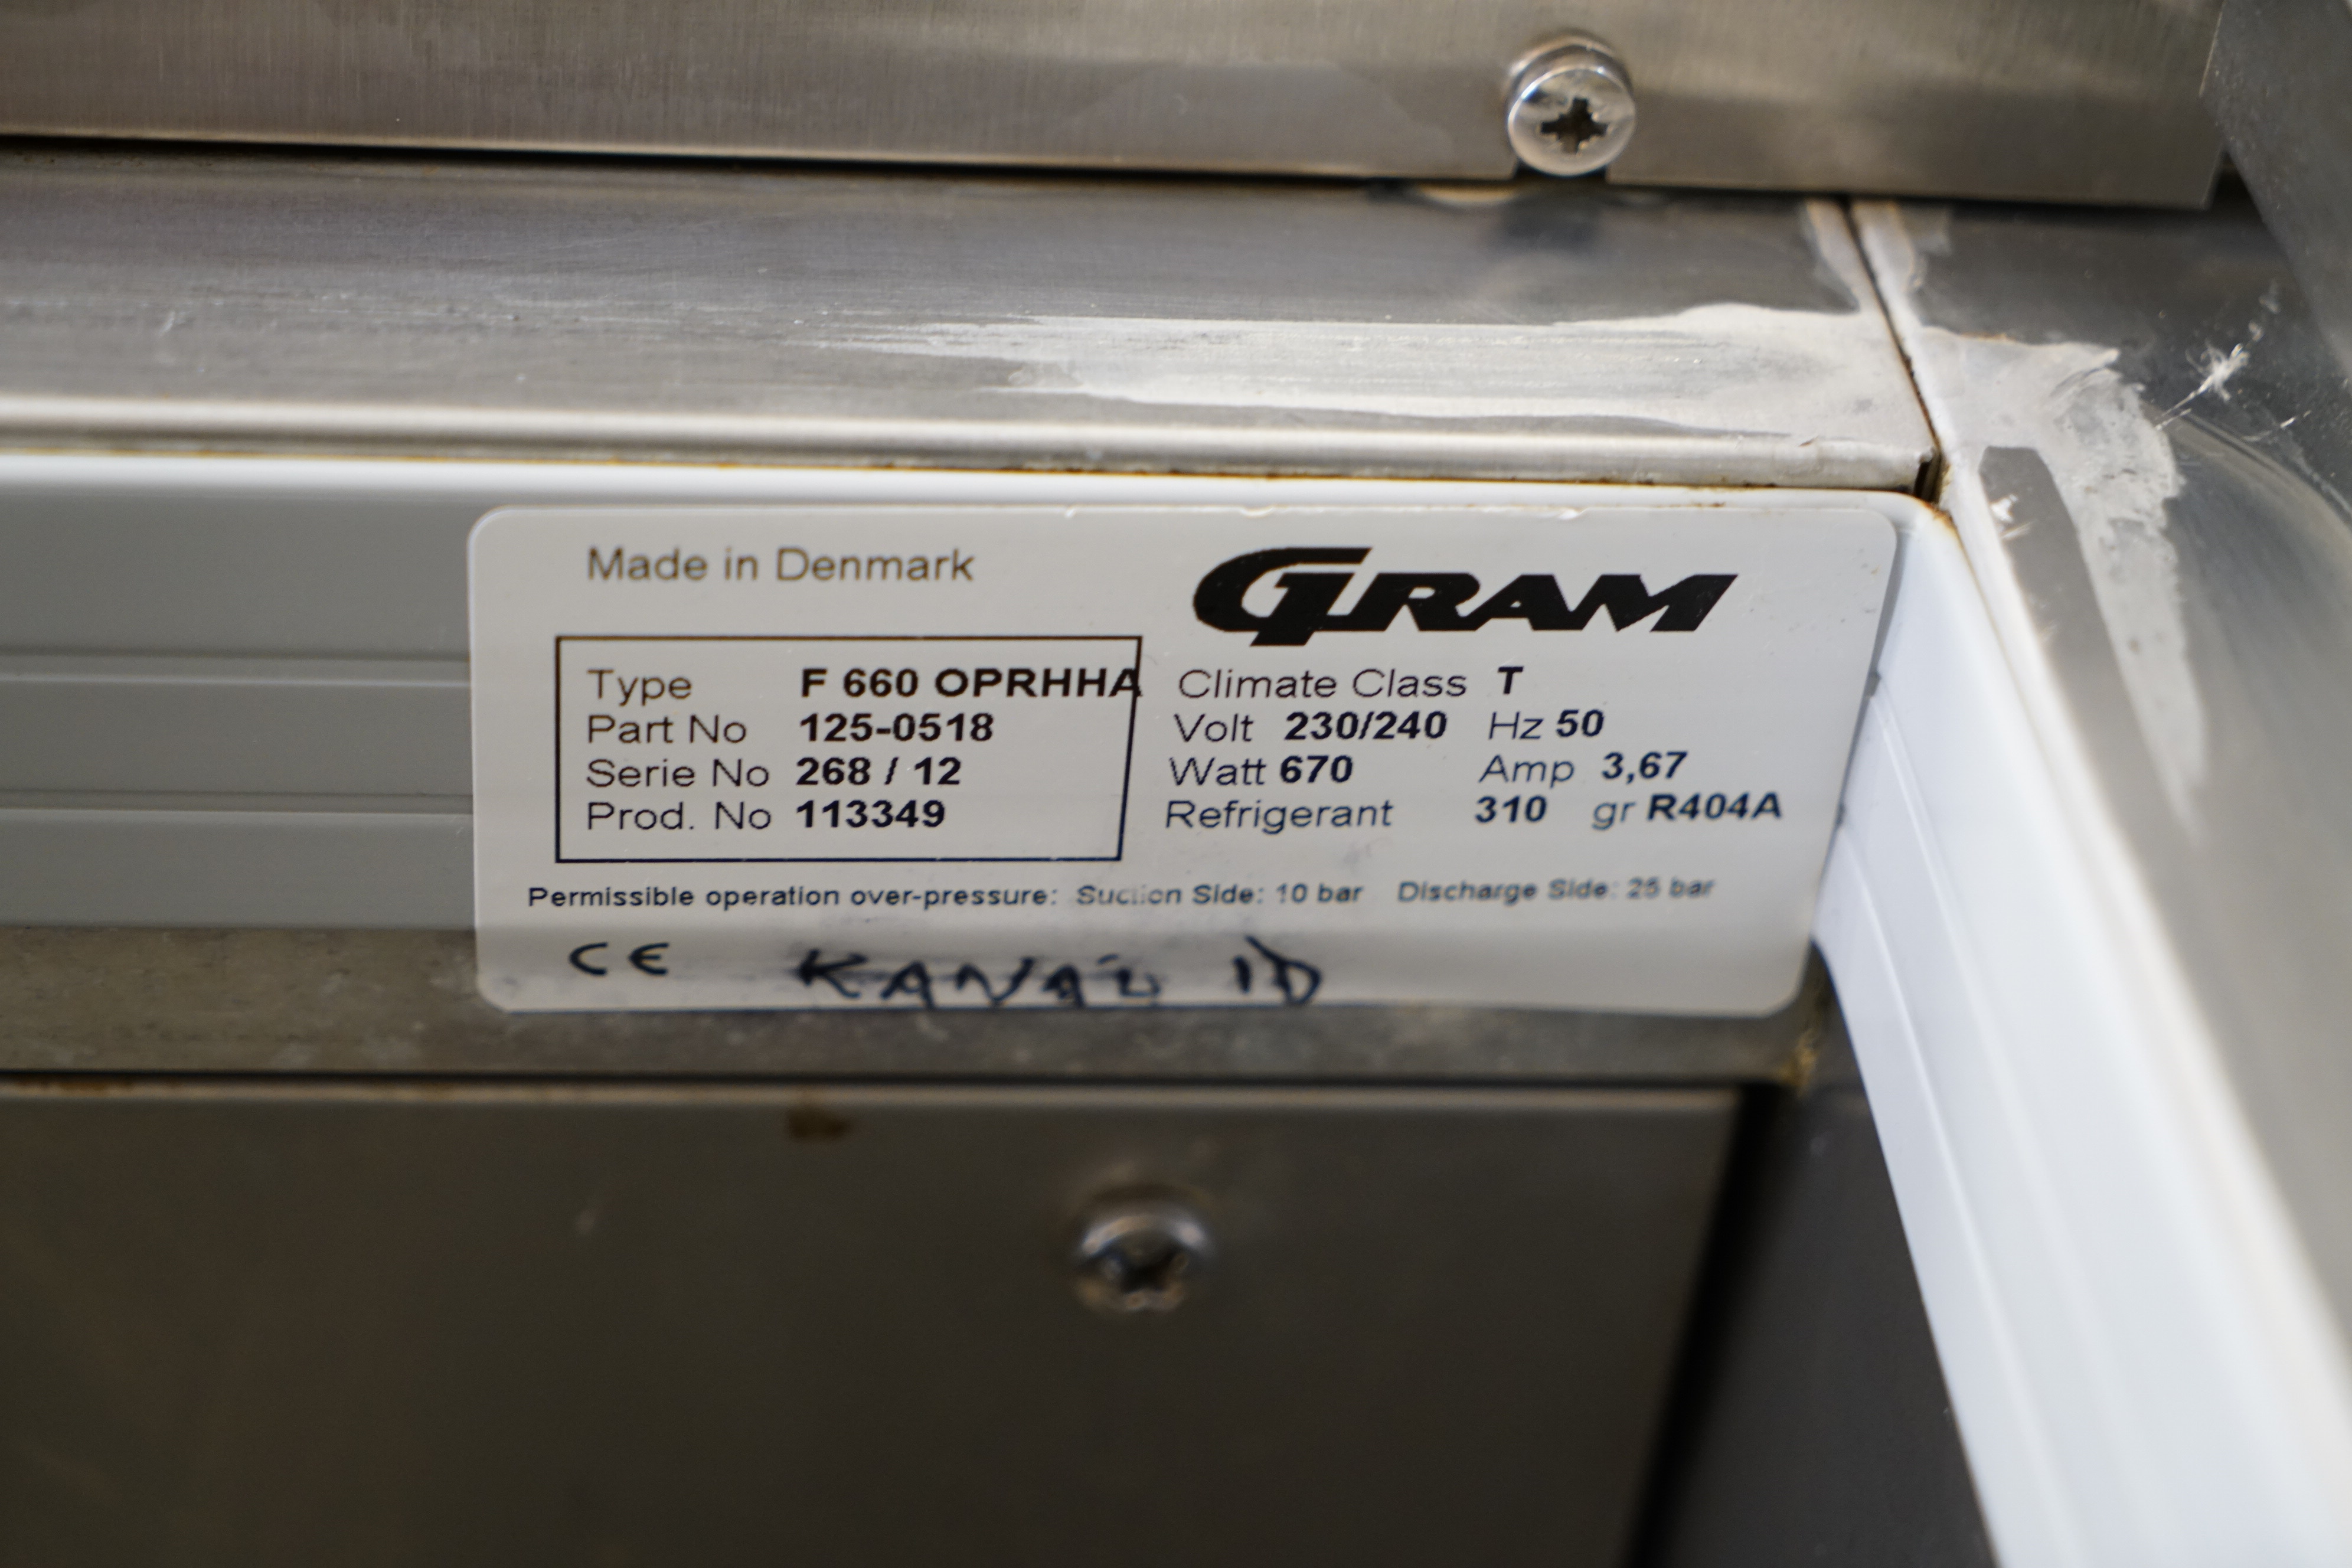 Made in Denmark
GRAM
Type F 660 OPRHHA
Part No 125-0518
Serie No 268 / 12
Prod. No 113349
Climate Class T
Volt 230/240 Hz 50
Watt 670 Amp 3,67
Refrigerant 310 gr R404A
Permissible operation over-pressure: Suction Side: 10 bar Discharge Side: 25 bar
CE